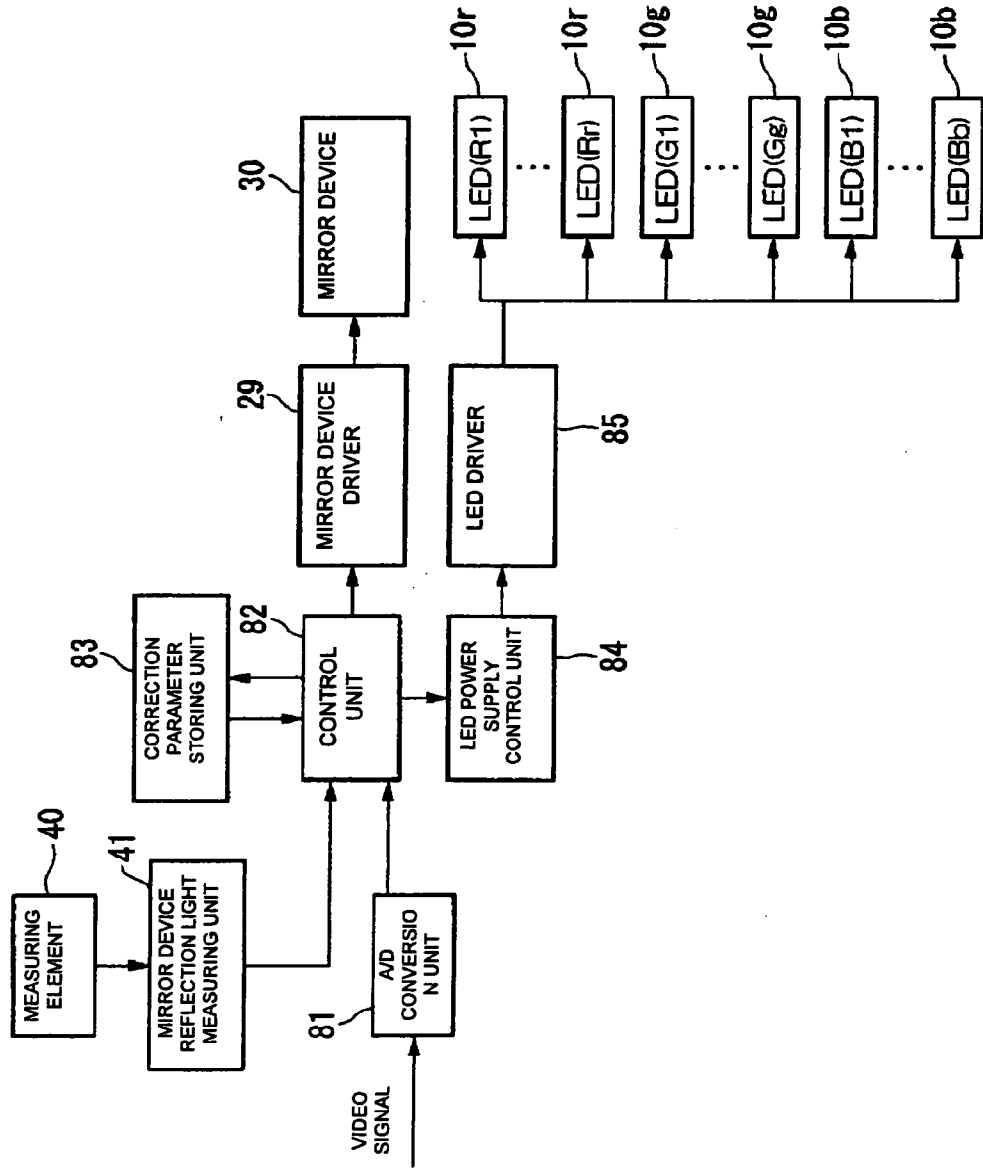 40
MEASURING
ELEMENT
41
MIRROR DEVICE
REFLECTION LIGHT
MEASURING UNIT
VIDEO
SIGNAL
81
A/D
CONVERSIO
N UNIT
83
CORRECTION
PARAMETER
STORING UNIT
82
CONTROL
UNIT
LED POWER
SUPPLY
CONTROL UNIT
84
29
MIRROR DEVICE
DRIVER
LED DRIVER
85
30
MIRROR DEVICE
LED(R1)
10r
...
LED(Rr)
10r
LED(G1)
10g
...
LED(Gg)
10g
LED(B1)
10b
...
LED(Bb)
10b